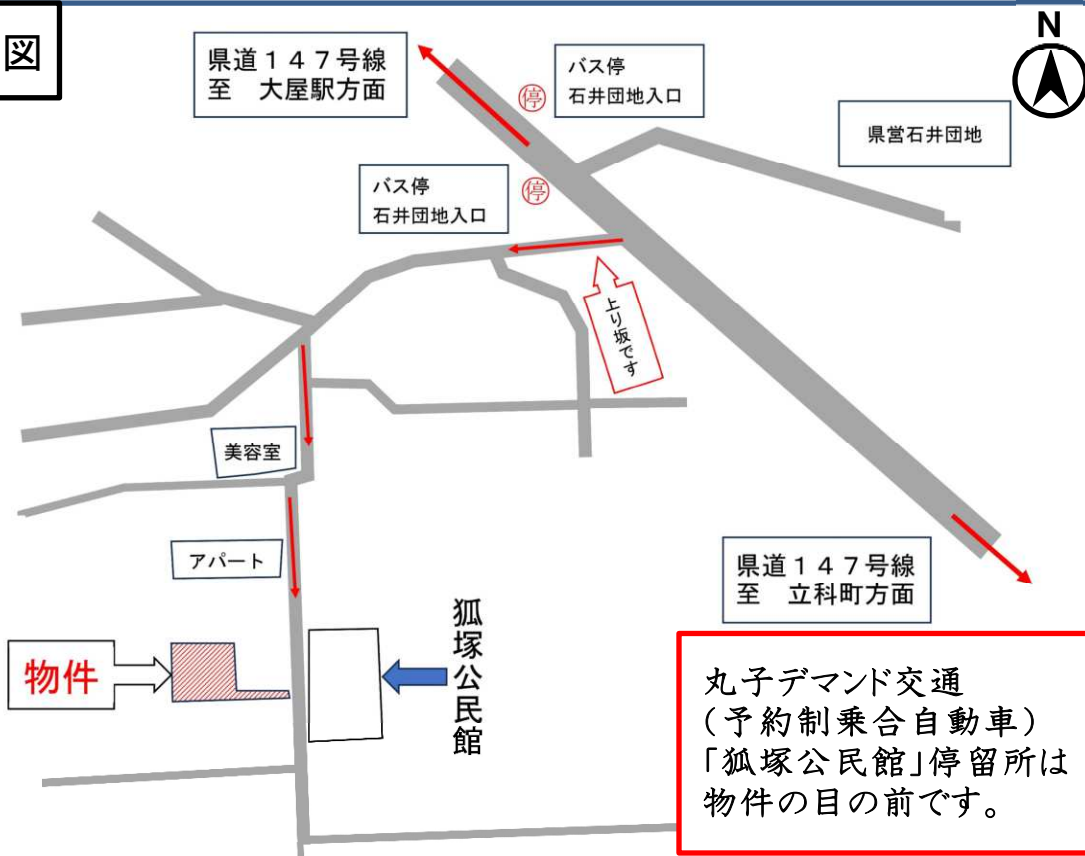 図
N
県道１４７号線
至　大屋駅方面
バス停
石井団地入口
停
県営石井団地
バス停
石井団地入口
停
上り坂です
美容室
アパート
県道１４７号線
至　立科町方面
物件
狐塚公民館
丸子デマンド交通
（予約制乗合自動車）
「狐塚公民館」停留所は
物件の目の前です。